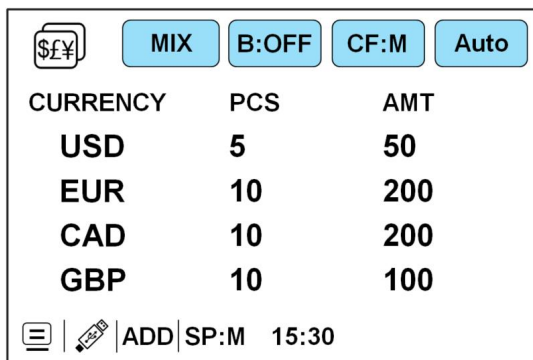 $£¥ MIX B:OFF CF:M Auto
CURRENCY PCS AMT
USD 5 50
EUR 10 200
CAD 10 200
GBP 10 100
ADD SP:M 15:30